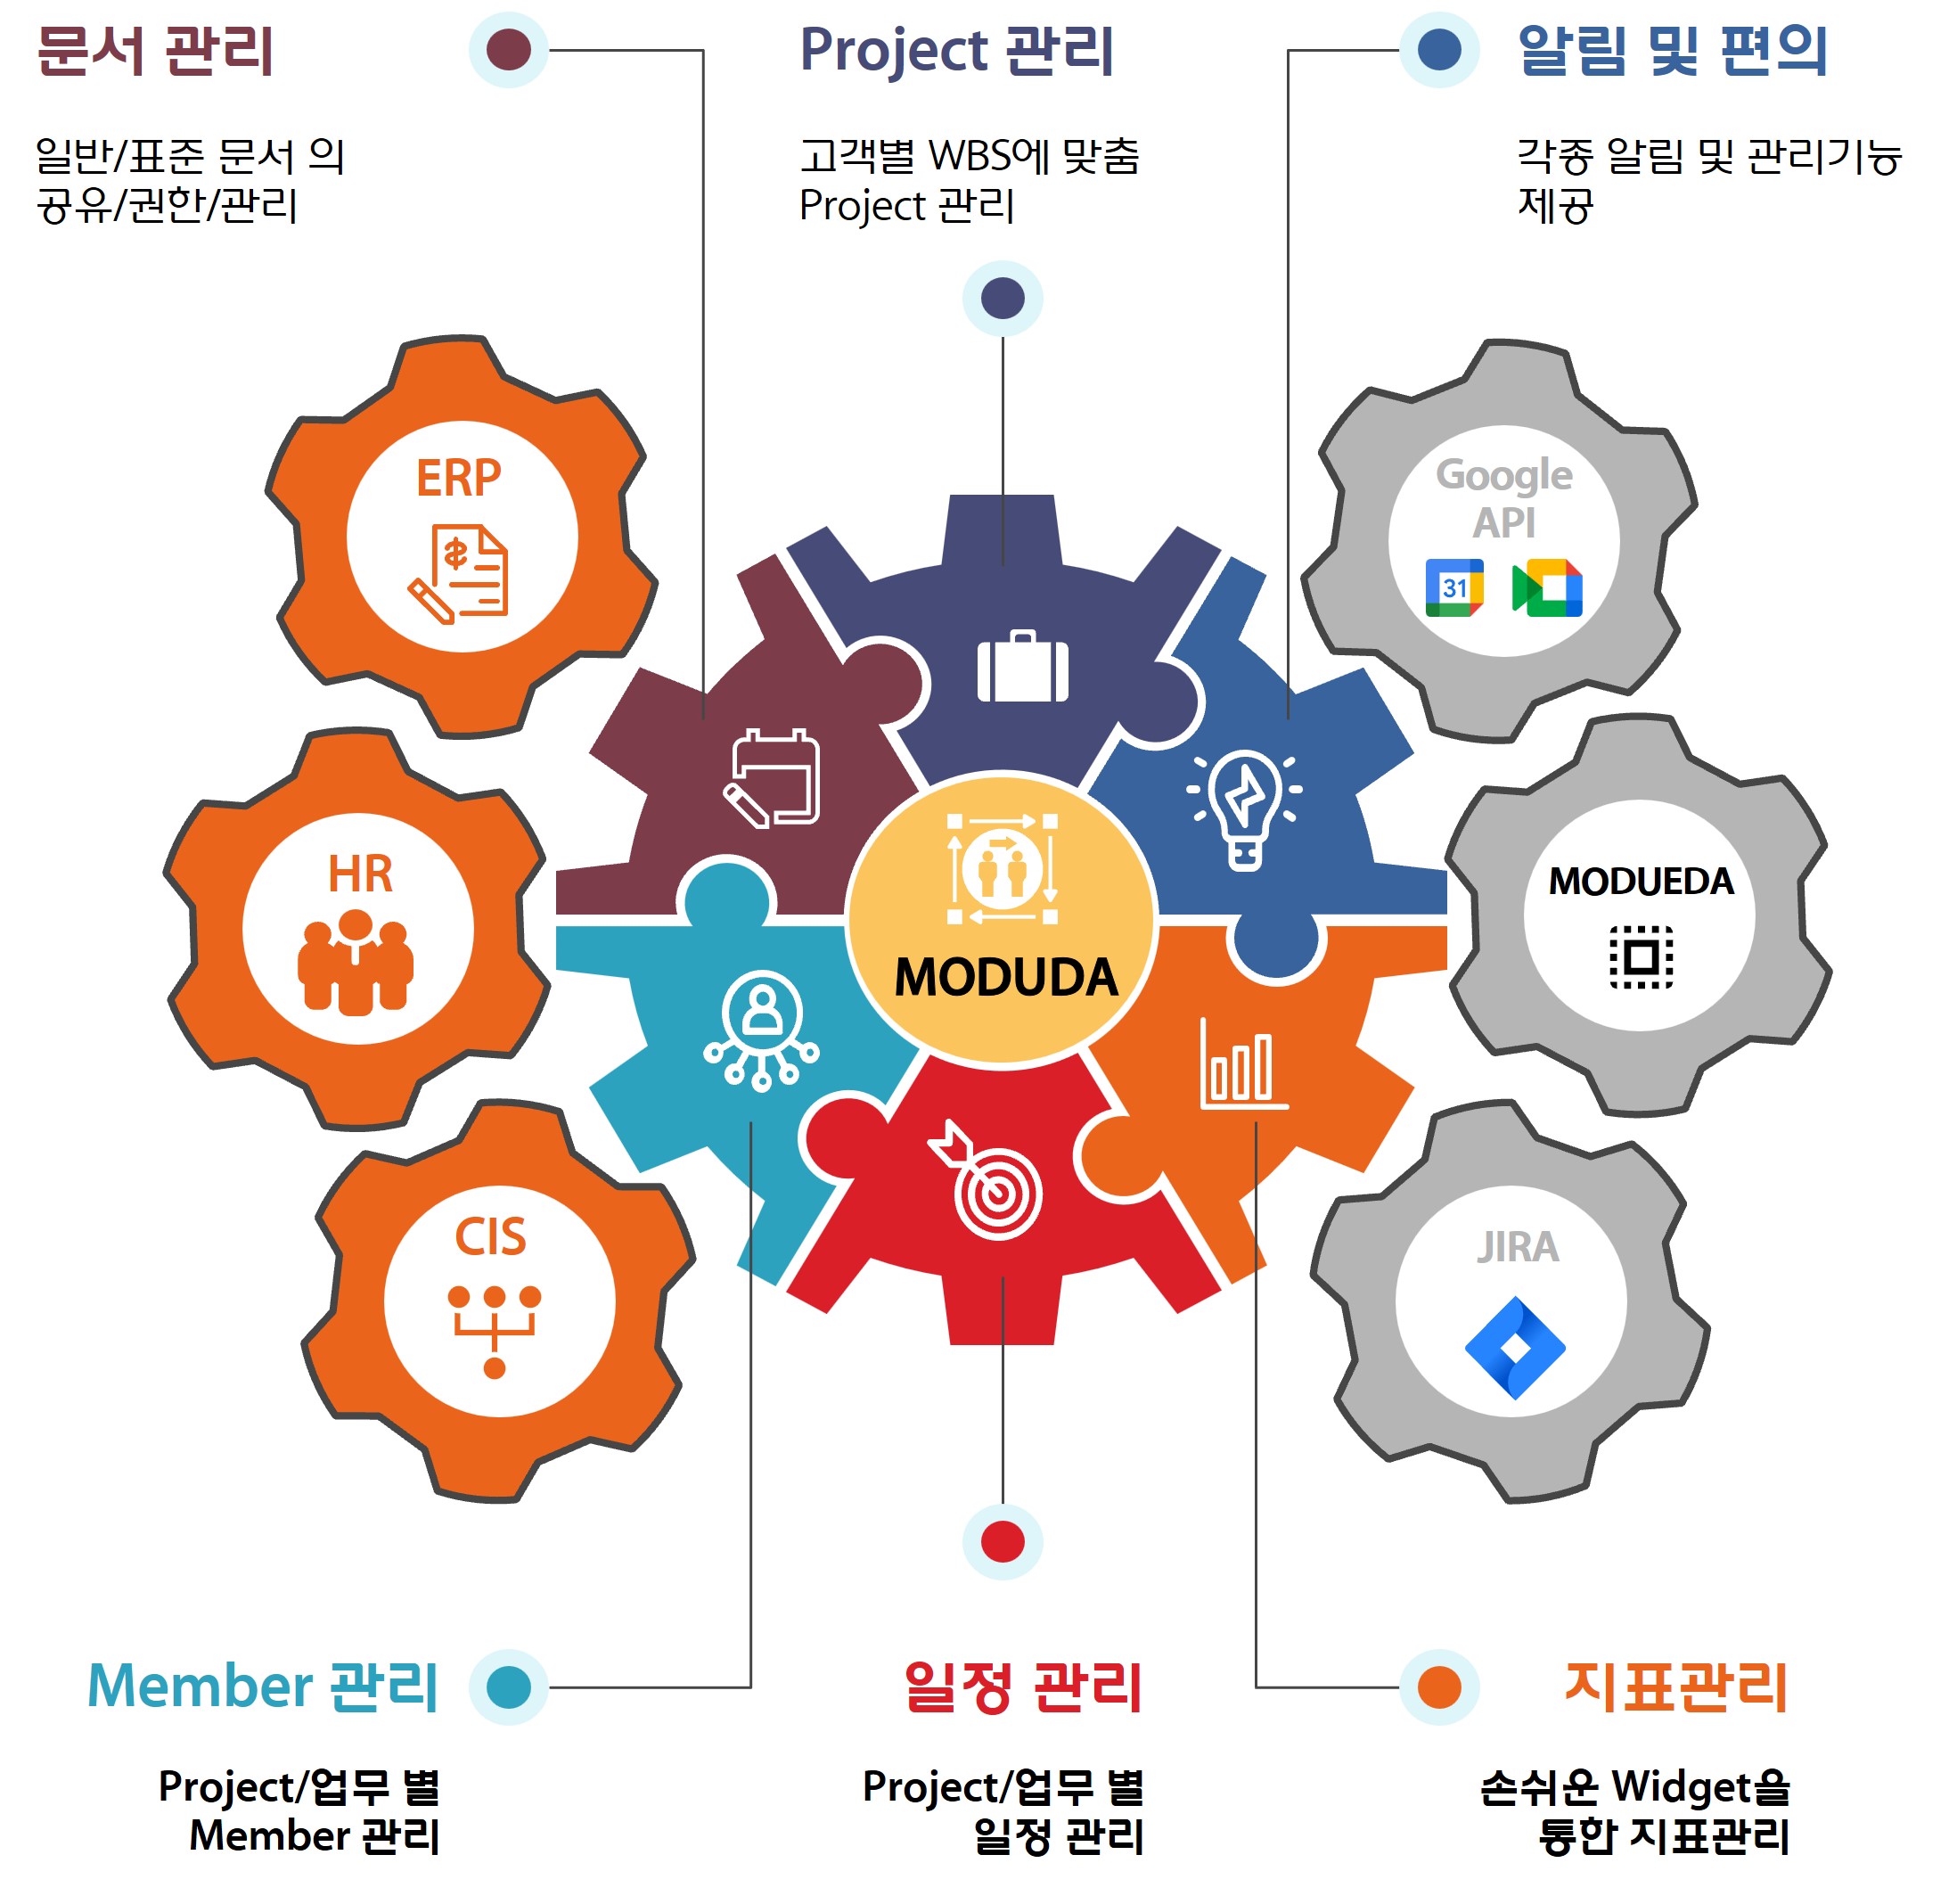 문서 관리
일반/표준 문서 의
공유/권한/관리
Project 관리
고객별 WBS에 맞춤
Project 관리
알림 및 편의
각종 알림 및 관리기능
제공
ERP
$
Google
API
31
HR
MODUEDA
MODUDA
CIS
JIRA
Member 관리
Project/업무 별
Member 관리
일정 관리
Project/업무 별
일정 관리
지표관리
손쉬운 Widget을
통한 지표관리